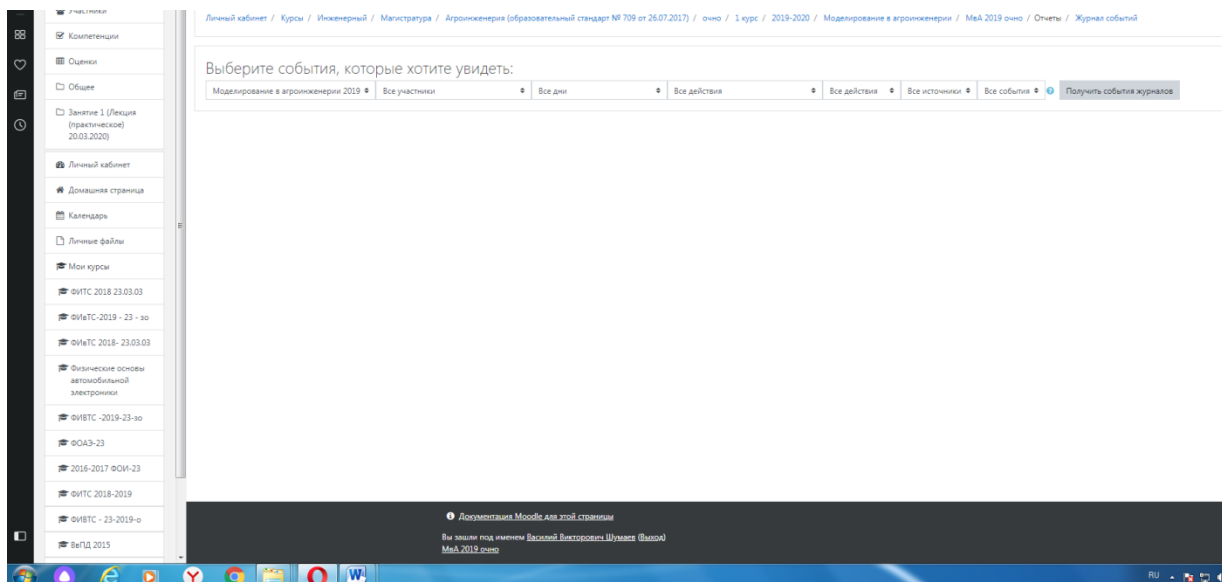 Участники
Компетенции
Оценки
Общее
Занятие 1 (Лекция
(практическое)
20.03.2020)
Личный кабинет
Домашняя страница
Календарь
Личные файлы
Мои курсы
ФИТС 2018 23.03.03
ФИвТС-2019 - 23 - зо
ФИвТС 2018- 23.03.03
Физические основы
автомобильной
электроники
ФИВТС -2019-23-зо
ФОАЭ-23
2016-2017 ФОИ-23
ФИТС 2018-2019
ФИВТС - 23-2019-о
ВеПД 2015
Личный кабинет / Курсы / Инженерный / Магистратура / Агроинженерия (образовательный стандарт № 709 от 26.07.2017) / очно / 1 курс / 2019-2020 / Моделирование в агроинженерии / МвА 2019 очно / Отчеты / Журнал событий
Выберите события, которые хотите увидеть:
Моделирование в агроинженерии 2019 Все участники Все дни Все действия Все действия Все источники Все события Получить события журналов
Документация Moodle для этой страницы
Вы зашли под именем Василий Викторович Шумаев (Выход)
МвА 2019 очно
RU